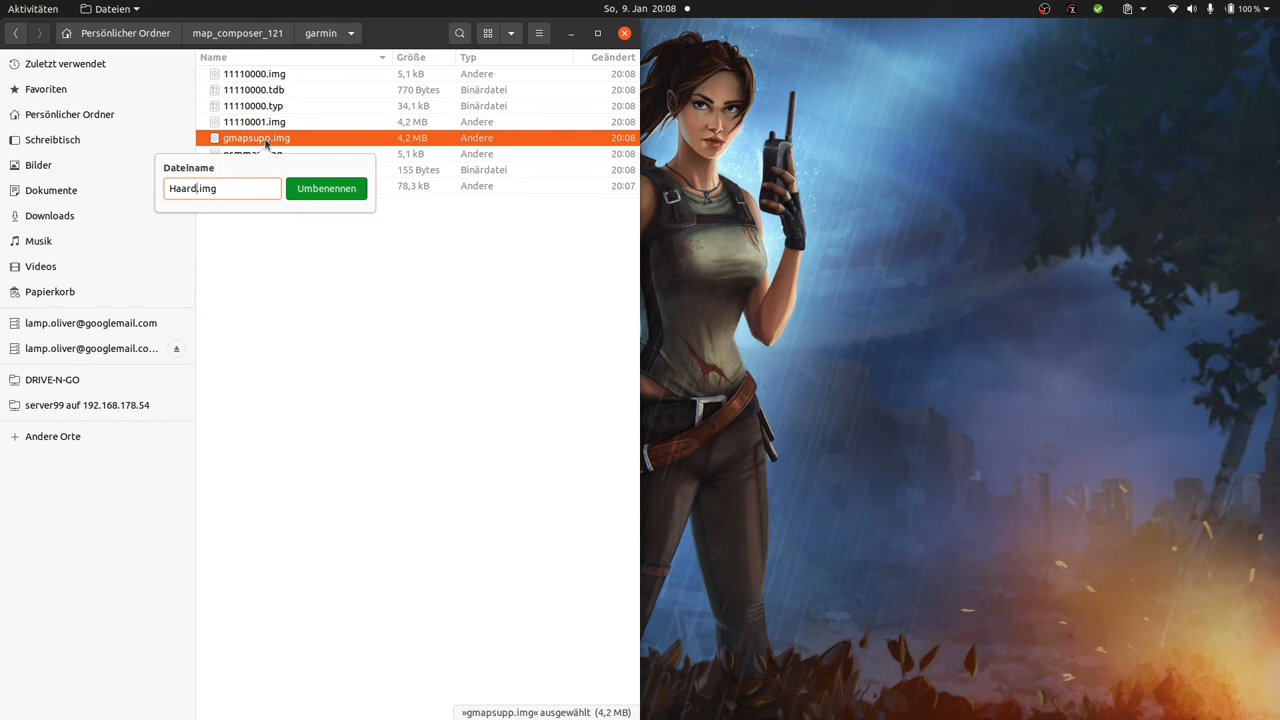 Aktivitäten
Dateien
So, 9. Jan 20:08
100 %
Persönlicher Ordner
map_composer_121
garmin
Zuletzt verwendet
Favoriten
Persönlicher Ordner
Schreibtisch
Bilder
Dokumente
Downloads
Musik
Videos
Papierkorb
lamp.oliver@googlemail.com
lamp.oliver@googlemail.co…
DRIVE-N-GO
server99 auf 192.168.178.54
Andere Orte
Name Größe Typ Geändert
11110000.img 5,1 kB Andere 20:08
11110000.tdb 770 Bytes Binärdatei 20:08
11110000.typ 34,1 kB Andere 20:08
11110001.img 4,2 MB Andere 20:08
gmapsupp.img 4,2 MB Andere 20:08
5,1 kB Andere 20:08
155 Bytes Binärdatei 20:08
78,3 kB Andere 20:07
Dateiname
Haard.img
Umbenennen
»gmapsupp.img« ausgewählt (4,2 MB)